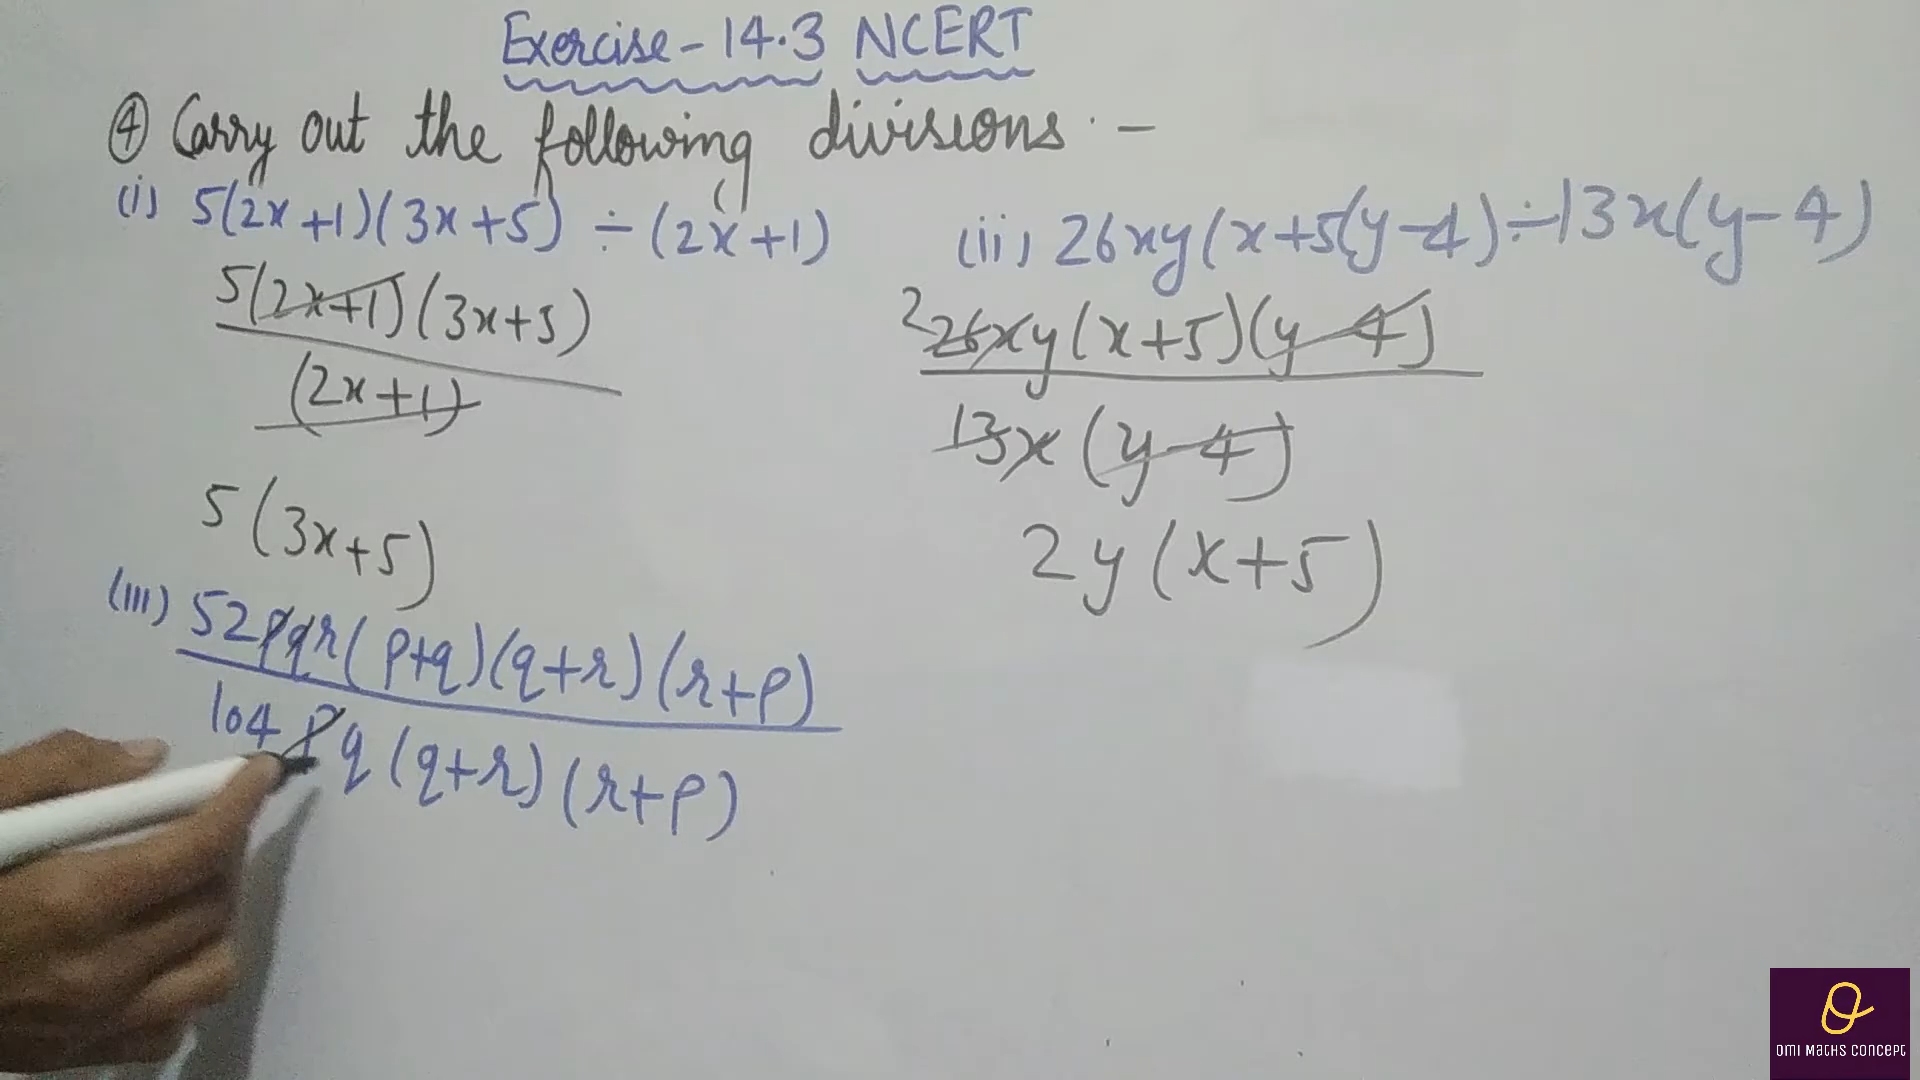 Exercise - 14.3 NCERT
④ Carry out the following divisions. -
(i) 5(2x+1)(3x+5) ÷ (2x+1)
(ii) 26xy(x+5(y-4) ÷ 13x(y-4)
5(2x+1)(3x+5)
(2x+1)
5(3x+5)
2 26xy(x+5)(y-4)
13x(y-4)
2y(x+5)
(iii) 52pqr(p+q)(q+r)(r+p)
104pq(q+r)(r+p)
OMI MATHS CONCEPT